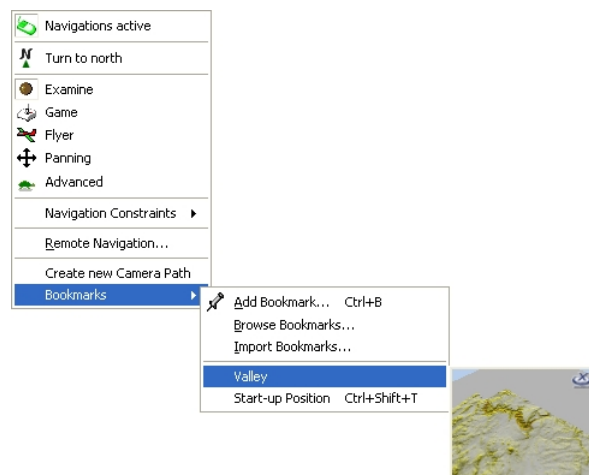 Navigations active
Turn to north
Examine
Game
Flyer
Panning
Advanced
Navigation Constraints
Remote Navigation...
Create new Camera Path
Bookmarks
Add Bookmark... Ctrl+B
Browse Bookmarks...
Import Bookmarks...
Valley
Start-up Position Ctrl+Shift+T